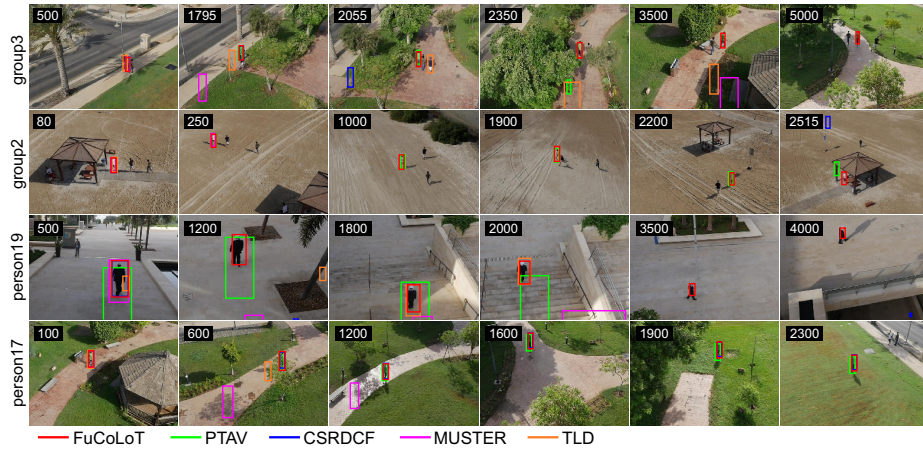 group3
500 1795 2055 2350 3500 5000
group2
80 250 1000 1900 2200 2515
person19
500 1200 1800 2000 3500 4000
person17
100 600 1200 1600 1900 2300
FuCoLoT PTAV CSRDCF MUSTER TLD